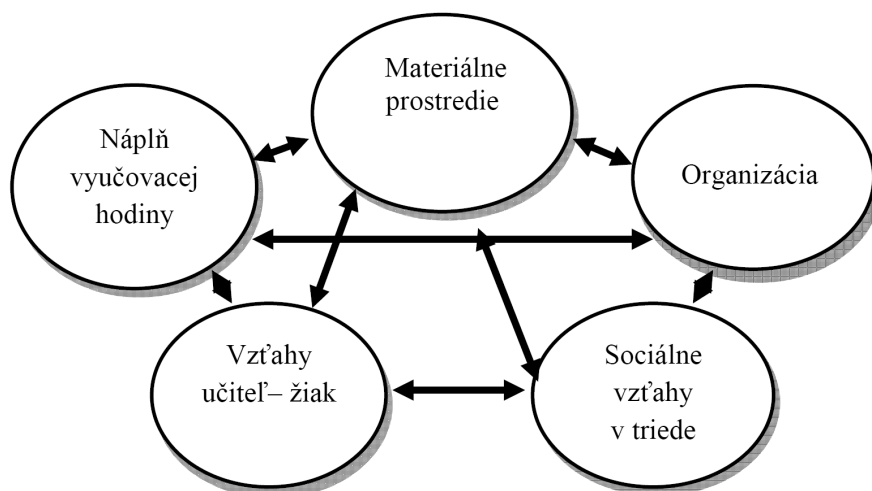 Materiálne
prostredie
Náplň
vyučovacej
hodiny
Organizácia
Vzťahy
učiteľ– žiak
Sociálne
vzťahy
v triede